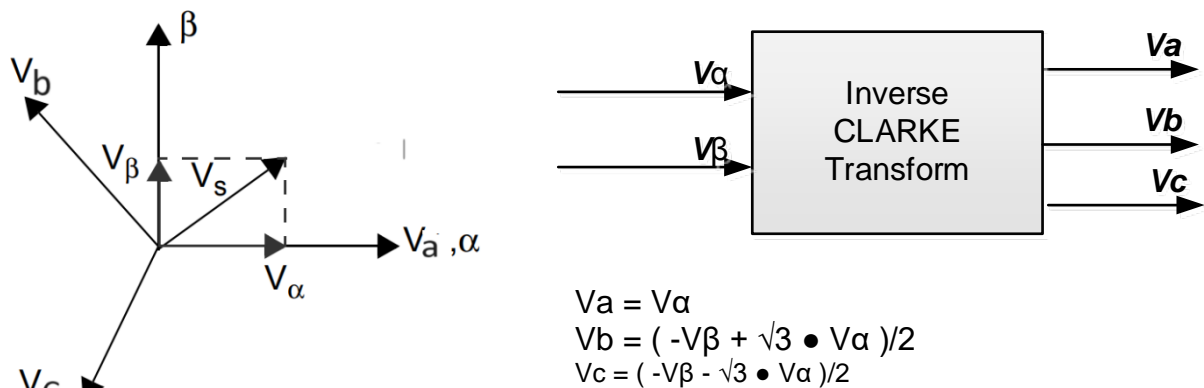 β
Vb
Vβ
Vs
Va ,α
Vα
Vc
Vα
Vβ
Inverse
CLARKE
Transform
Va
Vb
Vc
Va = Vα
Vb = ( -Vβ + √3 ● Vα )/2
Vc = ( -Vβ - √3 ● Vα )/2